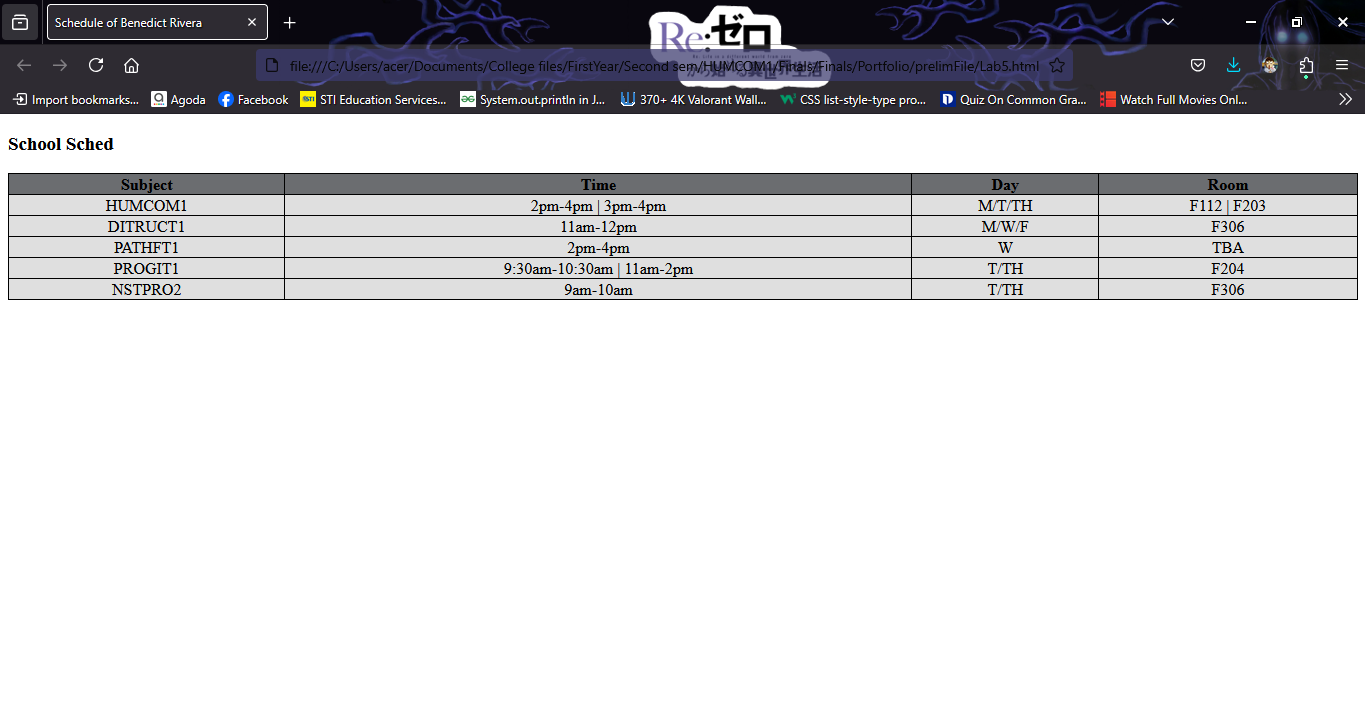 Schedule of Benedict Rivera
Re:ゼロ
file:///C:/Users/acer/Documents/College files/FirstYear/Second sem/HUMCOM1/Finals/Finals/Portfolio/prelimFile/Lab5.html
Import bookmarks... Agoda Facebook STI Education Services... System.out.println in J... 370+ 4K Valorant Wall... CSS list-style-type pro... Quiz On Common Gra... Watch Full Movies Onl...
School Sched
Subject Time Day Room
HUMCOM1 2pm-4pm | 3pm-4pm M/T/TH F112 | F203
DITRUCT1 11am-12pm M/W/F F306
PATHFT1 2pm-4pm W TBA
PROGIT1 9:30am-10:30am | 11am-2pm T/TH F204
NSTPRO2 9am-10am T/TH F306